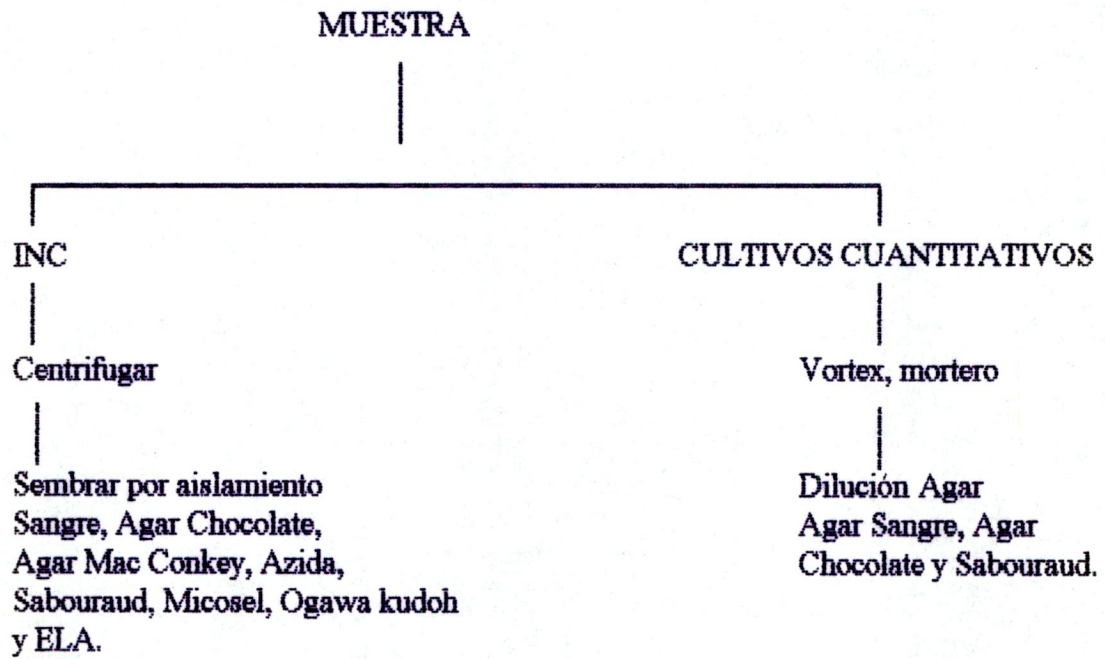 MUESTRA
INC
Centrifugar
Sembrar por aislamiento
Sangre, Agar Chocolate,
Agar Mac Conkey, Azida,
Sabouraud, Micosel, Ogawa kudoh
y ELA.
CULTIVOS CUANTITATIVOS
Vortex, mortero
Dilución Agar
Agar Sangre, Agar
Chocolate y Sabouraud.